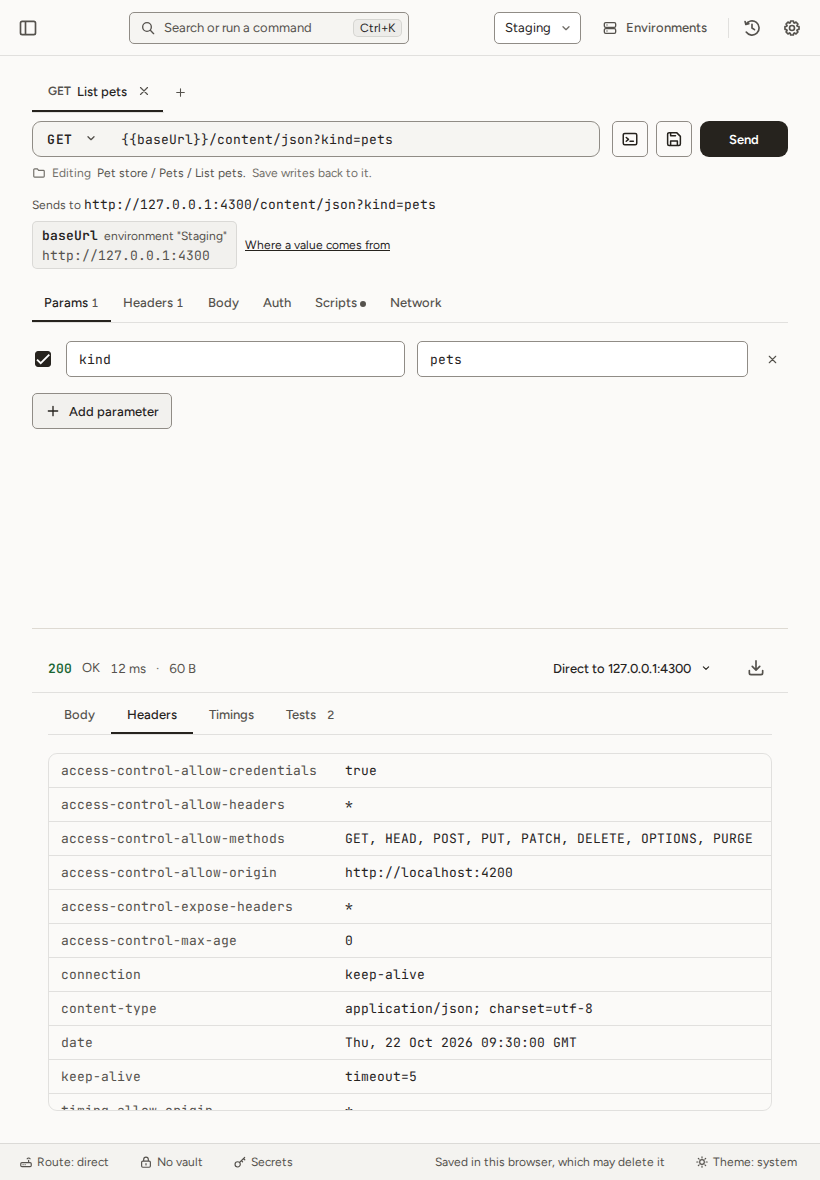 Search or run a command Ctrl+K Staging Environments
GET List pets
GET {{baseUrl}}/content/json?kind=pets Send
Editing Pet store / Pets / List pets. Save writes back to it.
Sends to http://127.0.0.1:4300/content/json?kind=pets
baseUrl environment "Staging"
http://127.0.0.1:4300
Where a value comes from
Params 1 Headers 1 Body Auth Scripts Network
kind pets
Add parameter
200 OK 12 ms · 60 B Direct to 127.0.0.1:4300
Body Headers Timings Tests 2
access-control-allow-credentials true
access-control-allow-headers *
access-control-allow-methods GET, HEAD, POST, PUT, PATCH, DELETE, OPTIONS, PURGE
access-control-allow-origin http://localhost:4200
access-control-expose-headers *
access-control-max-age 0
connection keep-alive
content-type application/json; charset=utf-8
date Thu, 22 Oct 2026 09:30:00 GMT
keep-alive timeout=5
timing-allow-origin *
Route: direct No vault Secrets Saved in this browser, which may delete it Theme: system